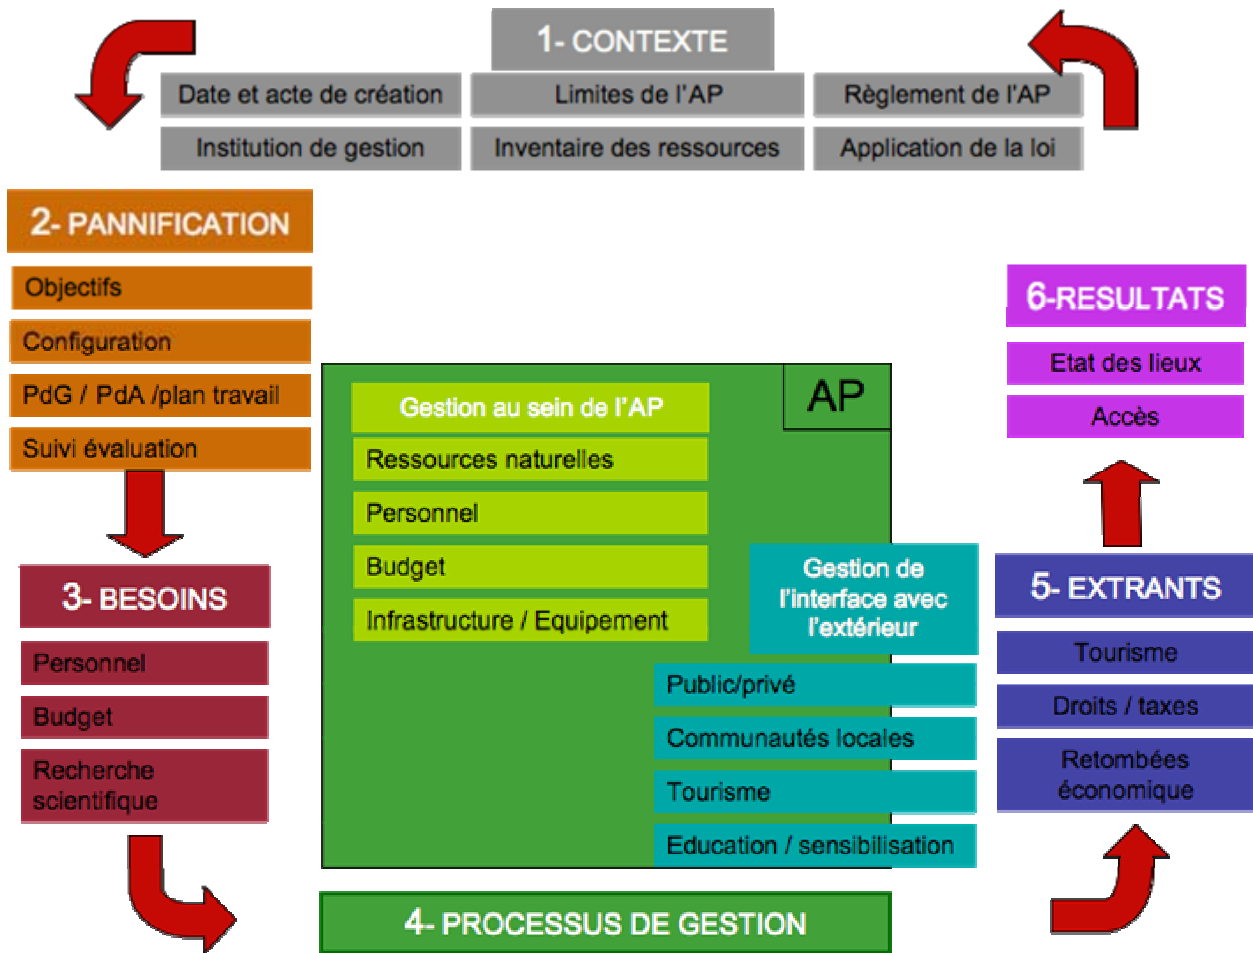 1- CONTEXTE
Date et acte de création
Limites de l'AP
Règlement de l'AP
Institution de gestion
Inventaire des ressources
Application de la loi
2- PANNIFICATION
Objectifs
Configuration
PdG / PdA /plan travail
Suivi évaluation
3- BESOINS
Personnel
Budget
Recherche
scientifique
AP
Gestion au sein de l'AP
Ressources naturelles
Personnel
Budget
Infrastructure / Equipement
Gestion de
l'interface avec
l'extérieur
Public/privé
Communautés locales
Tourisme
Education / sensibilisation
4- PROCESSUS DE GESTION
5- EXTRANTS
Tourisme
Droits / taxes
Retombées
économique
6-RESULTATS
Etat des lieux
Accès